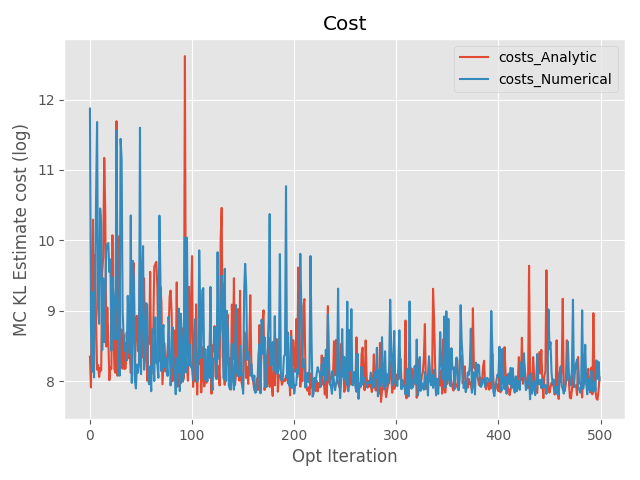 Cost
costs_Analytic
costs_Numerical
MC KL Estimate cost (log)
12
11
10
9
8
0
100
200
300
400
500
Opt Iteration